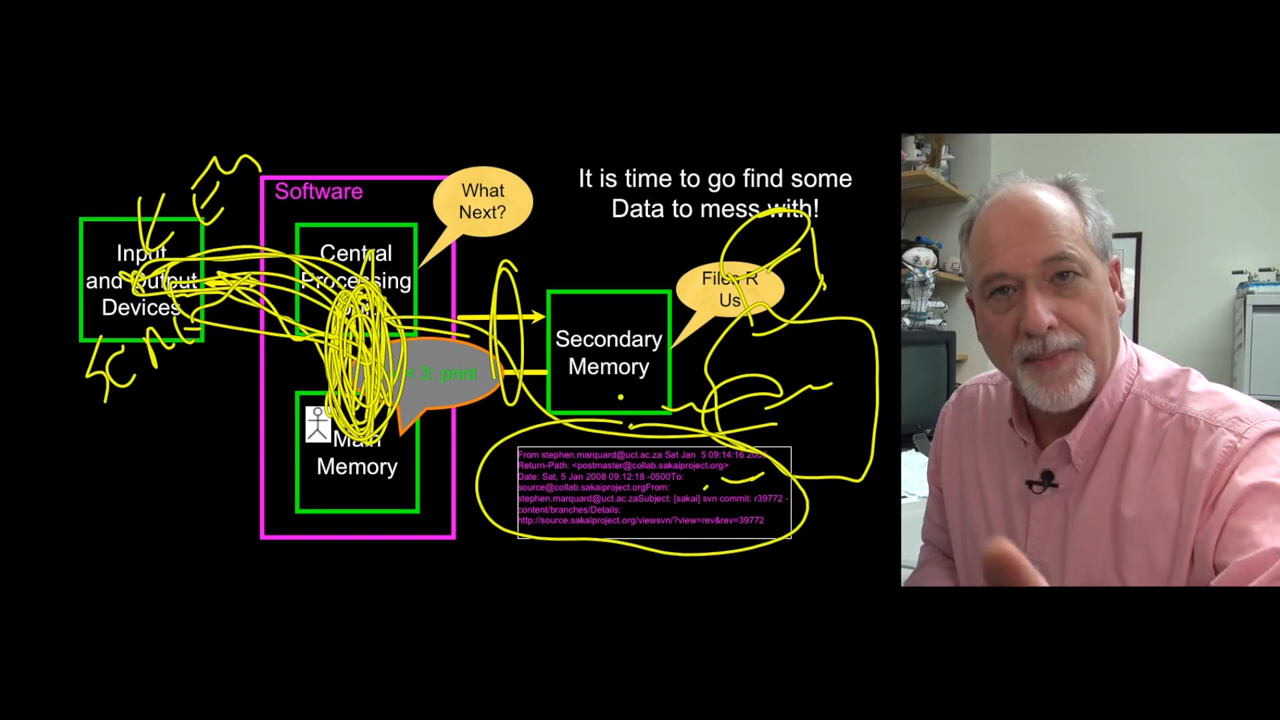 Software
What
Next?
It is time to go find some
Data to mess with!
Input
and Output
Devices
Central
Processing
Files R
Us
Secondary
Memory
< 3: print
Main
Memory
From stephen.marquard@uct.ac.za Sat Jan  5 09:14:16
Return-Path: <postmaster@collab.sakaiproject.org>
Date: Sat, 5 Jan 2008 09:12:18 -0500To:
source@collab.sakaiproject.orgFrom:
stephen.marquard@uct.ac.zaSubject: [sakai] svn commit: r39772 -
content/branches/Details:
http://source.sakaiproject.org/viewsvn/?view=rev&rev=39772